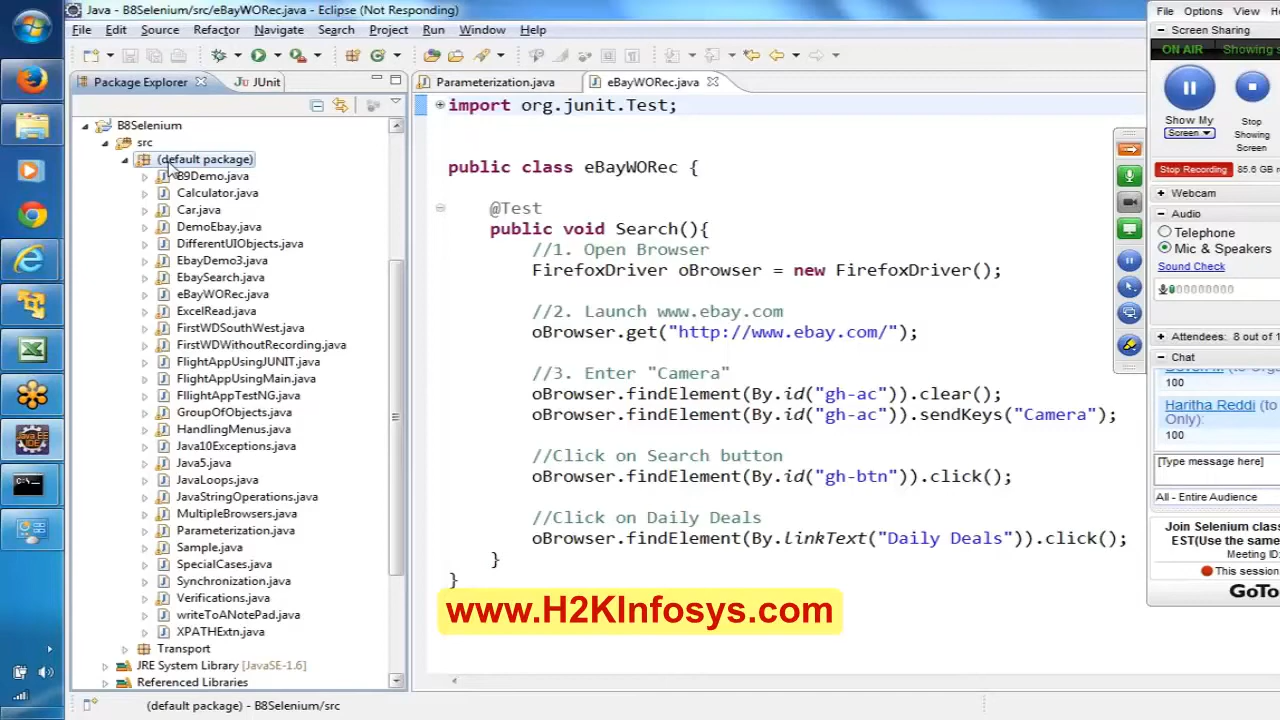 Java - B8Selenium/src/eBayWORec.java - Eclipse (Not Responding)
File Edit Source Refactor Navigate Search Project Run Window Help
Package Explorer JUnit
B8Selenium
src
(default package)
B9Demo.java
Calculator.java
Car.java
DemoEbay.java
DifferentUIObjects.java
EbayDemo3.java
EbaySearch.java
eBayWORec.java
ExcelRead.java
FirstWDSouthWest.java
FirstWDWithoutRecording.java
FlightAppUsingJUNIT.java
FlightAppUsingMain.java
FllightAppTestNG.java
GroupOfObjects.java
HandlingMenus.java
Java10Exceptions.java
Java5.java
JavaLoops.java
JavaStringOperations.java
MultipleBrowsers.java
Parameterization.java
Sample.java
SpecialCases.java
Synchronization.java
Verifications.java
writeToANotePad.java
XPATHExtn.java
Transport
JRE System Library [JavaSE-1.6]
Referenced Libraries
(default package) - B8Selenium/src
Parameterization.java eBayWORec.java
import org.junit.Test;
public class eBayWORec {
@Test
public void Search(){
//1. Open Browser
FirefoxDriver oBrowser = new FirefoxDriver();
//2. Launch www.ebay.com
oBrowser.get("http://www.ebay.com/");
//3. Enter "Camera"
oBrowser.findElement(By.id("gh-ac")).clear();
oBrowser.findElement(By.id("gh-ac")).sendKeys("Camera");
//Click on Search button
oBrowser.findElement(By.id("gh-btn")).click();
//Click on Daily Deals
oBrowser.findElement(By.linkText("Daily Deals")).click();
}
}
www.H2KInfosys.com
File Options View
Screen Sharing
ON AIR Showing s
Show My
Screen
Stop
Showing
Screen
Stop Recording 85.6 GB re
Webcam
Audio
Telephone
Mic & Speakers
Sound Check
Attendees: 8 out of 1
Chat
100
Haritha Reddi (to
Only):
100
[Type message here]
All - Entire Audience
Join Selenium class
EST(Use the same
Meeting ID:
This session
GoTo